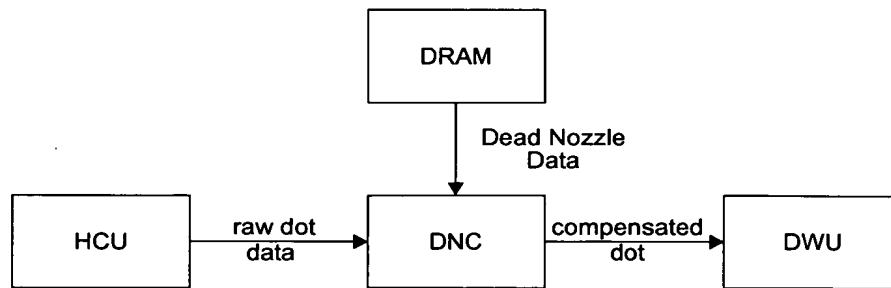 DRAM
Dead Nozzle
Data
HCU
raw dot
data
DNC
compensated
dot
DWU